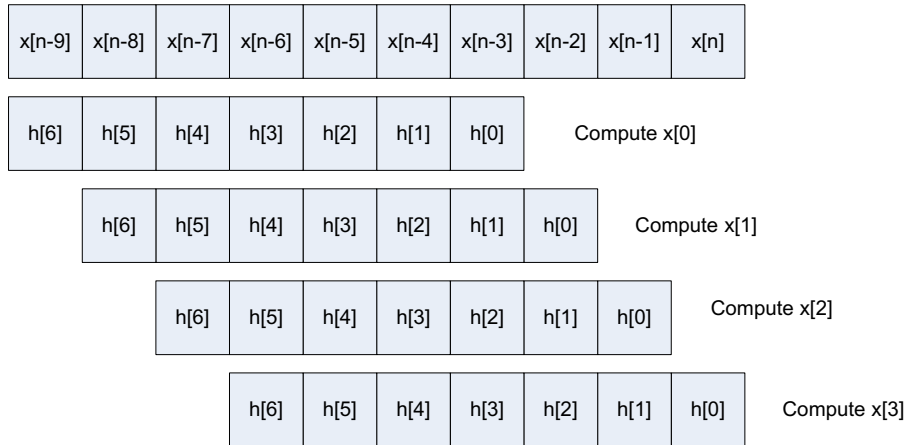 x[n-9] x[n-8] x[n-7] x[n-6] x[n-5] x[n-4] x[n-3] x[n-2] x[n-1] x[n]
h[6] h[5] h[4] h[3] h[2] h[1] h[0] Compute x[0]
h[6] h[5] h[4] h[3] h[2] h[1] h[0] Compute x[1]
h[6] h[5] h[4] h[3] h[2] h[1] h[0] Compute x[2]
h[6] h[5] h[4] h[3] h[2] h[1] h[0] Compute x[3]